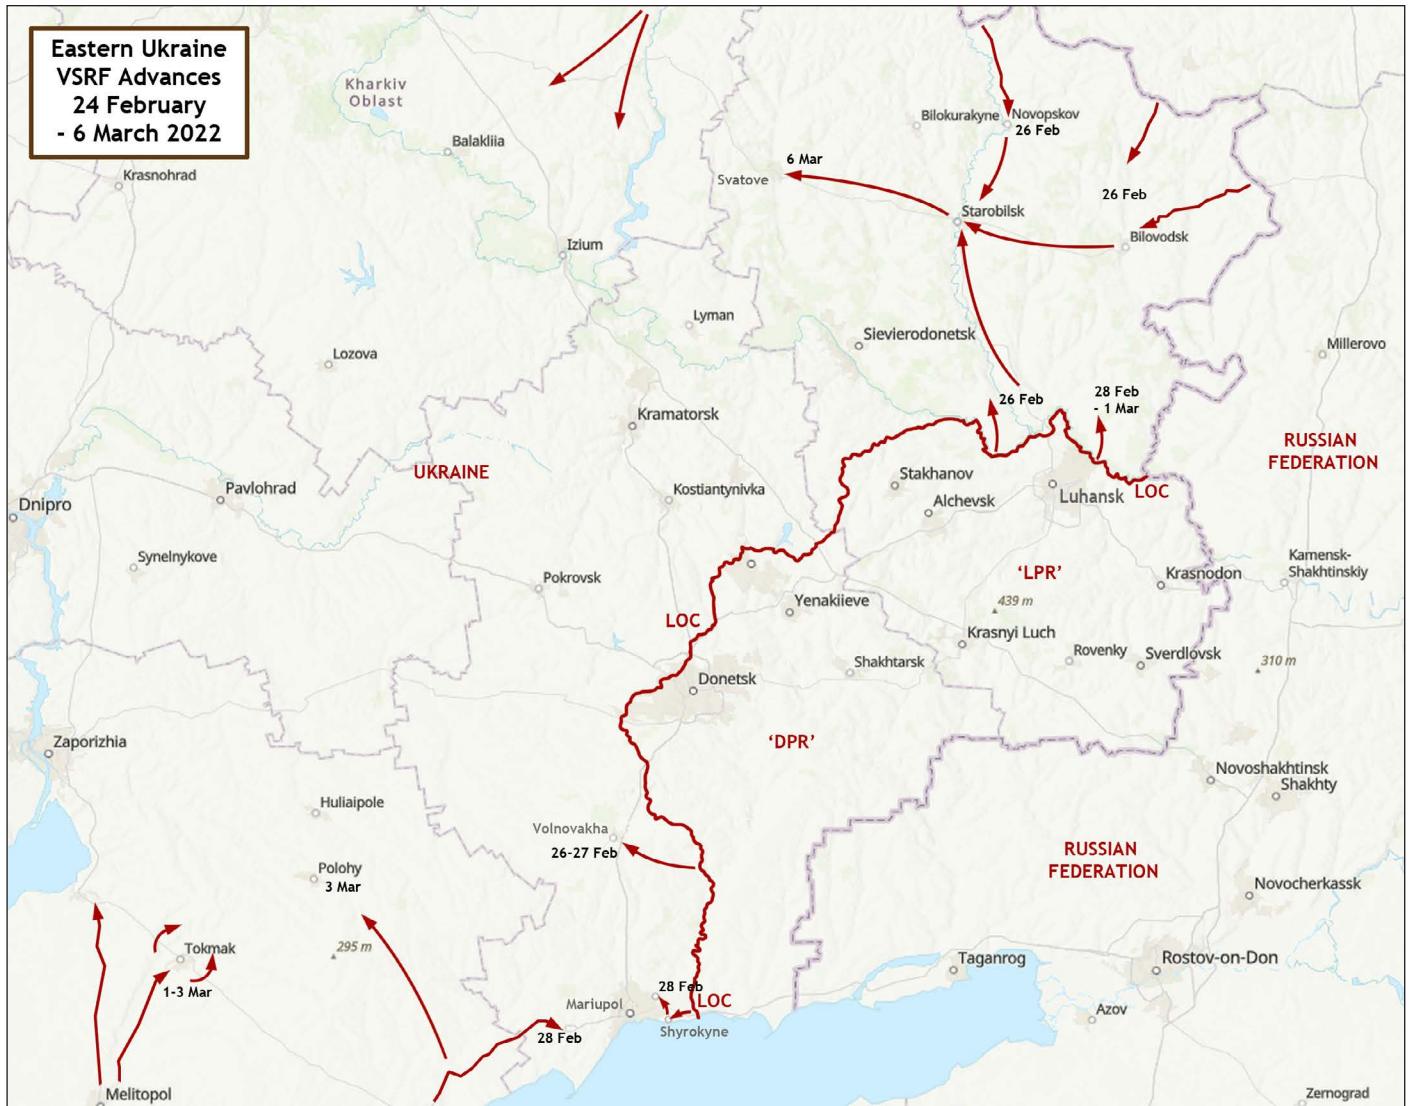 Eastern Ukraine
VSRF Advances
24 February
- 6 March 2022
Kharkiv
Oblast
Balakliia
Krasnohrad
Bilokurakyne
Novopskov
26 Feb
6 Mar
Svatove
26 Feb
Starobilsk
Bilovodsk
Izium
Lyman
Sievierodonetsk
Millerovo
Lozova
28 Feb
- 1 Mar
26 Feb
Kramatorsk
RUSSIAN
FEDERATION
UKRAINE
Stakhanov
Pavlohrad
Kostiantynivka
Luhansk
LOC
Alchevsk
Dnipro
Synelnykove
Kamensk-
Shakhtinskiy
Pokrovsk
'LPR'
Krasnodon
Yenakiieve
439 m
LOC
Krasnyi Luch
Rovenky
Sverdlovsk
Shakhtarsk
310 m
Donetsk
Zaporizhia
'DPR'
Novoshakhtinsk
Shakhty
Huliaipole
Volnovakha
26-27 Feb
RUSSIAN
FEDERATION
Polohy
3 Mar
Novocherkassk
Tokmak
295 m
Taganrog
Rostov-on-Don
1-3 Mar
28 Feb
LOC
Mariupol
Azov
Shyrokyne
28 Feb
Melitopol
Zernograd